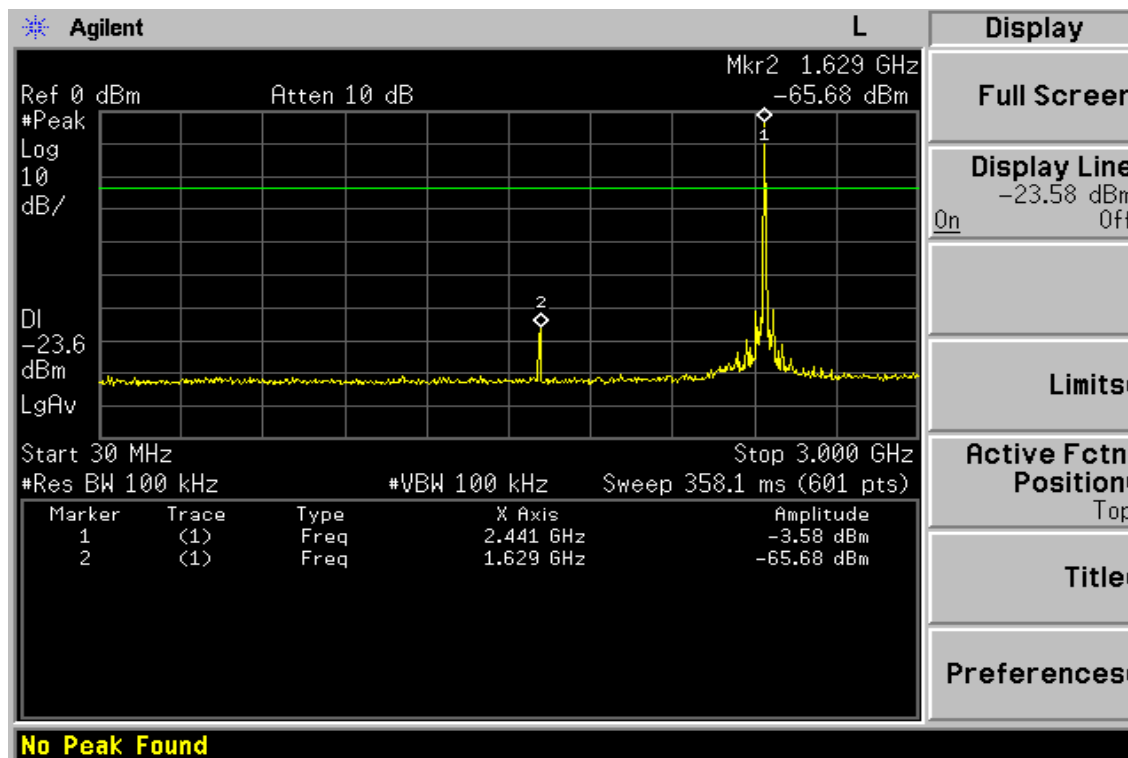 Agilent L
Mkr2 1.629 GHz
Ref 0 dBm Atten 10 dB -65.68 dBm
#Peak
Log
10
dB/
1
2
DI
-23.6
dBm
LgAv
Start 30 MHz Stop 3.000 GHz
#Res BW 100 kHz #VBW 100 kHz Sweep 358.1 ms (601 pts)
Marker Trace Type X Axis Amplitude
1 (1) Freq 2.441 GHz -3.58 dBm
2 (1) Freq 1.629 GHz -65.68 dBm
No Peak Found
Display
Full Screen
Display Line
-23.58 dBm
On Off
Limits
Active Fctn
Position
Top
Title
Preferences